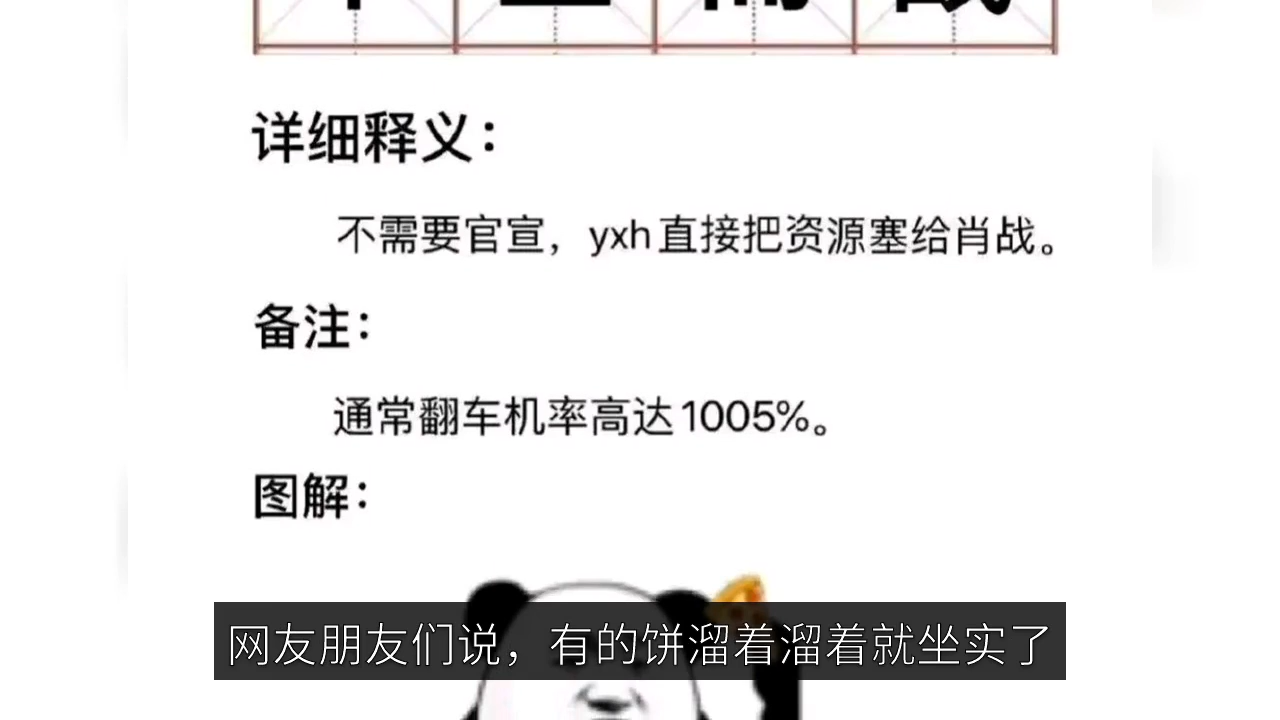 详细释义：
不需要官宣，yxh直接把资源塞给肖战。
备注：
通常翻车机率高达1005%。
图解：
网友朋友们说，有的饼溜着溜着就坐实了